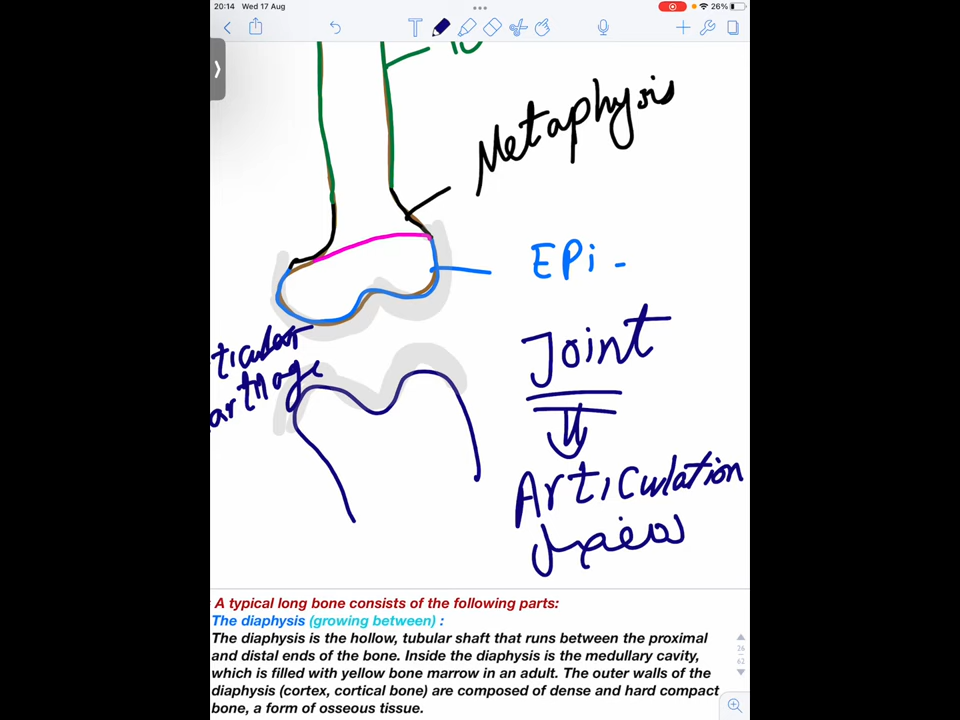 20:14 Wed 17 Aug
26%
Metaphysis
EPi -
Joint
ticular
artilage
Articulation
26
62
A typical long bone consists of the following parts:
The diaphysis (growing between) :
The diaphysis is the hollow, tubular shaft that runs between the proximal
and distal ends of the bone. Inside the diaphysis is the medullary cavity,
which is filled with yellow bone marrow in an adult. The outer walls of the
diaphysis (cortex, cortical bone) are composed of dense and hard compact
bone, a form of osseous tissue.